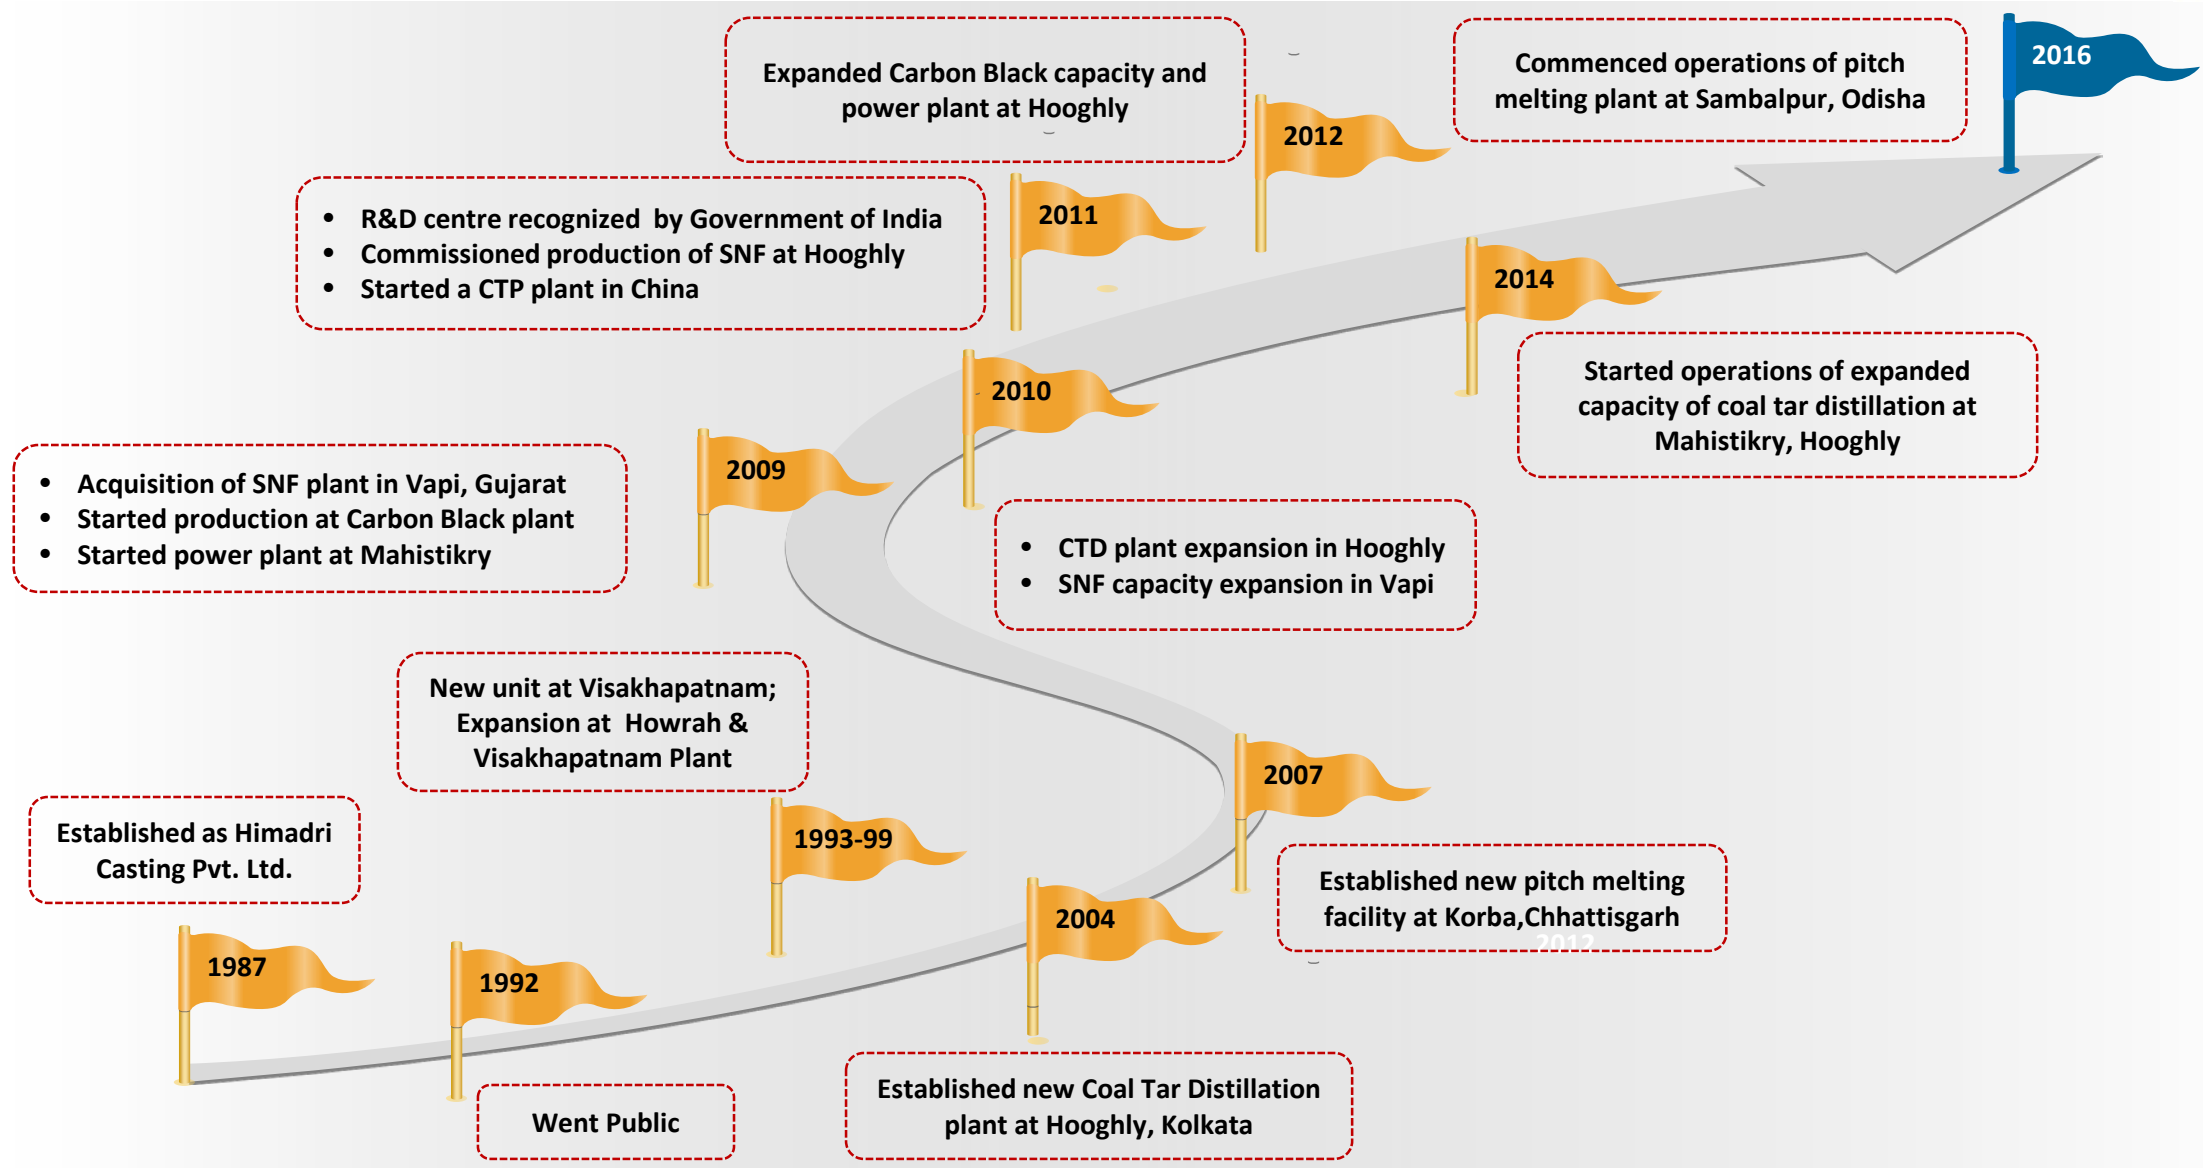 Expanded Carbon Black capacity and
power plant at Hooghly
2012
Commenced operations of pitch
melting plant at Sambalpur, Odisha
2016
• R&D centre recognized  by Government of India
• Commissioned production of SNF at Hooghly
• Started a CTP plant in China
2011
2014
Started operations of expanded
capacity of coal tar distillation at
Mahistikry, Hooghly
2010
• CTD plant expansion in Hooghly
• SNF capacity expansion in Vapi
2009
• Acquisition of SNF plant in Vapi, Gujarat
• Started production at Carbon Black plant
• Started power plant at Mahistikry
New unit at Visakhapatnam;
Expansion at  Howrah &
Visakhapatnam Plant
1993-99
2007
Established new pitch melting
facility at Korba,Chhattisgarh
2012
Established as Himadri
Casting Pvt. Ltd.
1987
1992
Went Public
2004
Established new Coal Tar Distillation
plant at Hooghly, Kolkata